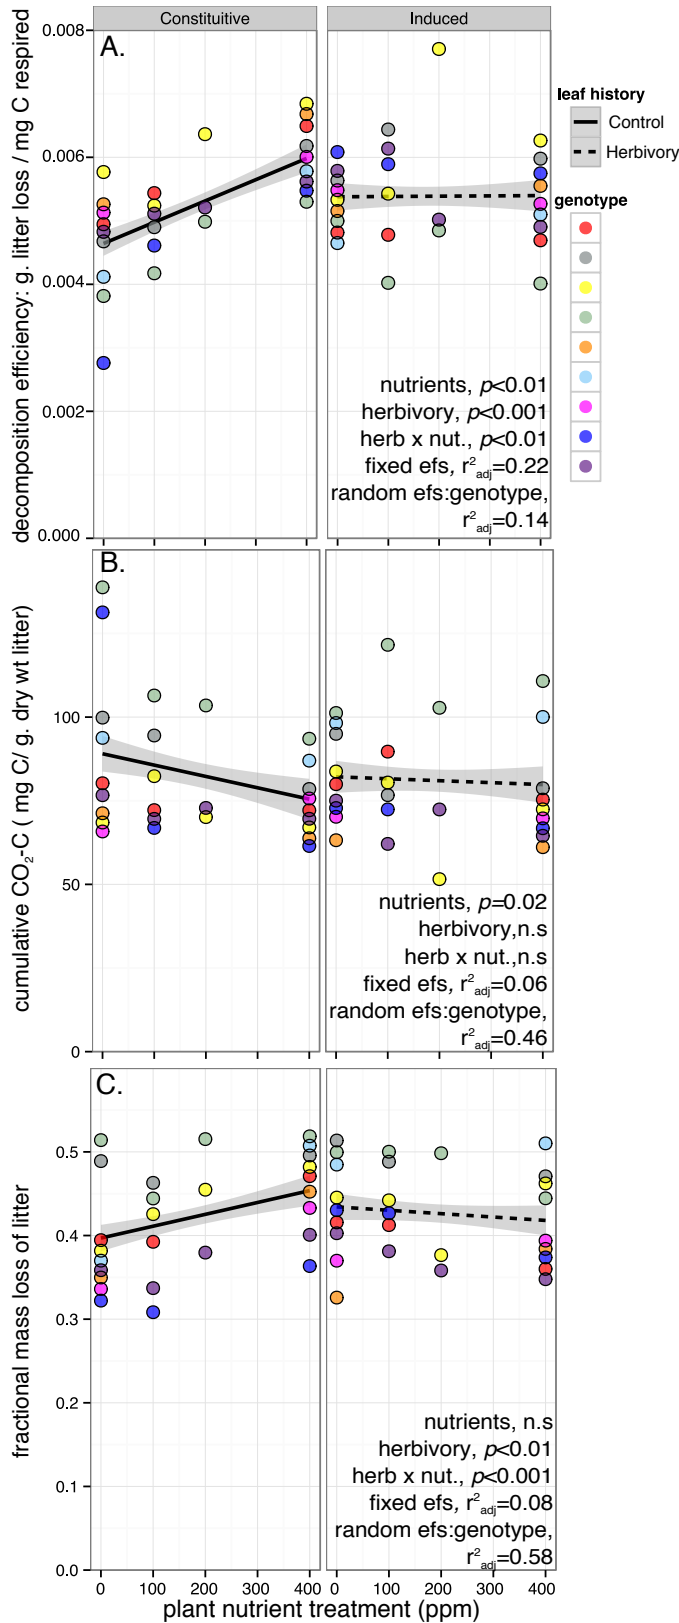 Constitutive
Induced
A.
decomposition efficiency: g. litter loss / mg C respired
0.008
0.006
0.004
0.002
0.000
nutrients, p<0.01
herbivory, p<0.001
herb x nut., p<0.01
fixed efs, r²adj=0.22
random efs:genotype,
r²adj=0.14
leaf history
Control
Herbivory
genotype
B.
cumulative CO₂-C ( mg C/ g. dry wt litter)
100
50
0
nutrients, p=0.02
herbivory,n.s
herb x nut.,n.s
fixed efs, r²adj=0.06
random efs:genotype,
r²adj=0.46
C.
fractional mass loss of litter
0.5
0.4
0.3
0.2
0.1
0.0
nutrients, n.s
herbivory, p<0.01
herb x nut., p<0.001
fixed efs, r²adj=0.08
random efs:genotype,
r²adj=0.58
0 100 200 300 400 0 100 200 300 400
plant nutrient treatment (ppm)